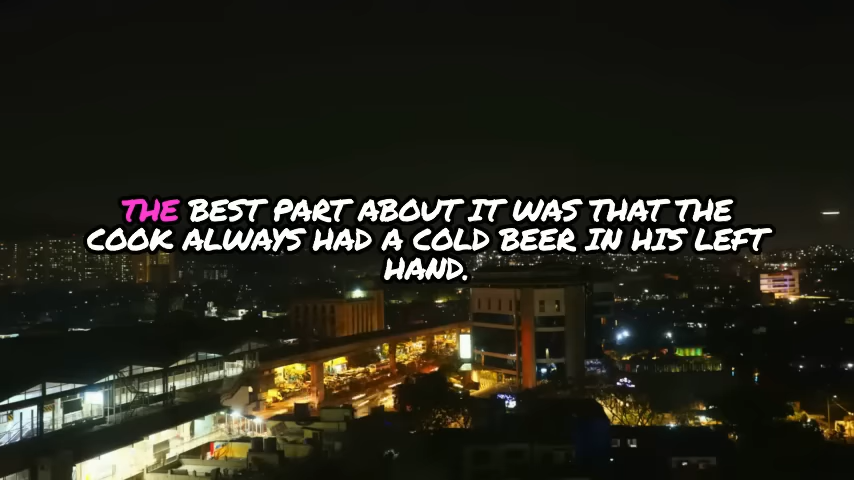 THE BEST PART ABOUT IT WAS THAT THE
COOK ALWAYS HAD A COLD BEER IN HIS LEFT
HAND.